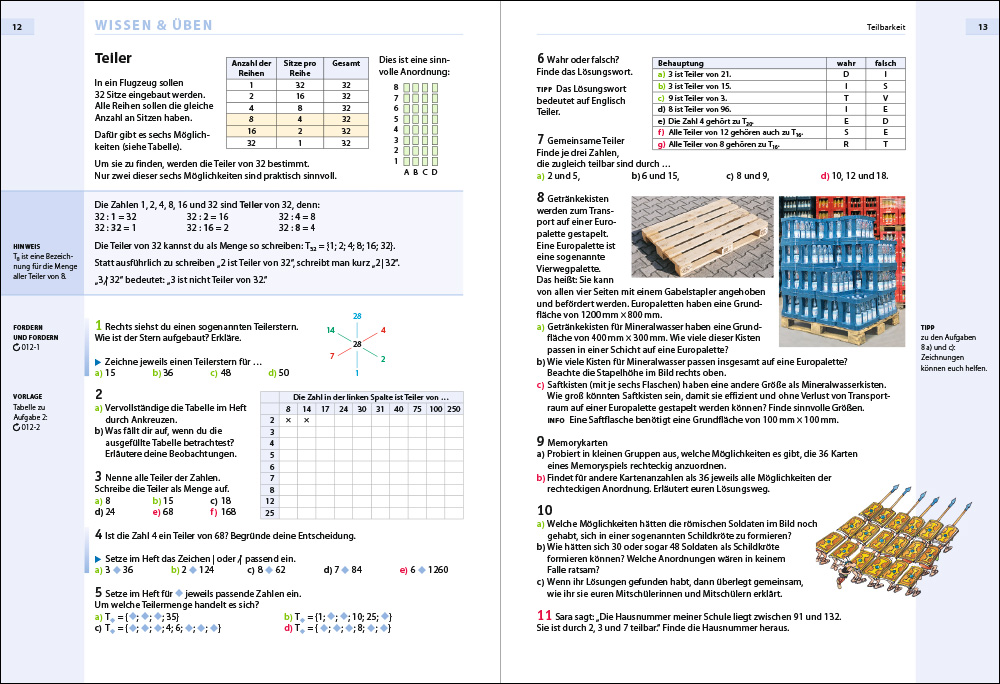 12
WISSEN & ÜBEN
Teiler
In ein Flugzeug sollen
32 Sitze eingebaut werden.
Alle Reihen sollen die gleiche
Anzahl an Sitzen haben.
Dafür gibt es sechs Möglich-
keiten (siehe Tabelle).
Anzahl der Reihen | Sitze pro Reihe | Gesamt
1 | 32 | 32
2 | 16 | 32
4 | 8 | 32
8 | 4 | 32
16 | 2 | 32
32 | 1 | 32
Dies ist eine sinn-
volle Anordnung:
8
7
6
5
4
3
2
1
A B C D
Um sie zu finden, werden die Teiler von 32 bestimmt.
Nur zwei dieser sechs Möglichkeiten sind praktisch sinnvoll.
Die Zahlen 1, 2, 4, 8, 16 und 32 sind Teiler von 32, denn:
32 : 1 = 32 32 : 2 = 16 32 : 4 = 8
32 : 32 = 1 32 : 16 = 2 32 : 8 = 4
Die Teiler von 32 kannst du als Menge so schreiben: T₃₂ = {1; 2; 4; 8; 16; 32}.
Statt ausführlich zu schreiben „2 ist Teiler von 32“, schreibt man kurz „2 | 32“.
„3 ∤ 32“ bedeutet: „3 ist nicht Teiler von 32.“
HINWEIS
T₈ ist eine Bezeich-
nung für die Menge
aller Teiler von 8.
FÖRDERN
UND FORDERN
012-1
1 Rechts siehst du einen sogenannten Teilerstern.
Wie ist der Stern aufgebaut? Erkläre.
▶ Zeichne jeweils einen Teilerstern für …
a) 15 b) 36 c) 48 d) 50
28
14 4
28
7 2
1
VORLAGE
Tabelle zu
Aufgabe 2:
012-2
2
a) Vervollständige die Tabelle im Heft
durch Ankreuzen.
b) Was fällt dir auf, wenn du die
ausgefüllte Tabelle betrachtest?
Erläutere deine Beobachtungen.
Die Zahl in der linken Spalte ist Teiler von …
8 14 17 24 30 31 40 75 100 250
2 × ×
3
4
5
6
7
8
12
25
3 Nenne alle Teiler der Zahlen.
Schreibe die Teiler als Menge auf.
a) 8 b) 15 c) 18
d) 24 e) 68 f) 168
4 Ist die Zahl 4 ein Teiler von 68? Begründe deine Entscheidung.
▶ Setze im Heft das Zeichen | oder ∤ passend ein.
a) 3 ◆ 36 b) 2 ◆ 124 c) 8 ◆ 62 d) 7 ◆ 84 e) 6 ◆ 1260
5 Setze im Heft für ◆ jeweils passende Zahlen ein.
Um welche Teilermenge handelt es sich?
a) T◆ = {◆; ◆; ◆; 35} b) T◆ = {1; ◆; ◆; 10; 25; ◆}
c) T◆ = {◆; ◆; ◆; 4; 6; ◆; ◆; ◆} d) T◆ = {◆; ◆; ◆; 8; ◆; ◆}
Teilbarkeit
13
6 Wahr oder falsch?
Finde das Lösungswort.
TIPP Das Lösungswort
bedeutet auf Englisch
Teiler.
Behauptung | wahr | falsch
a) 3 ist Teiler von 21. | D | I
b) 3 ist Teiler von 15. | I | S
c) 9 ist Teiler von 3. | T | V
d) 8 ist Teiler von 96. | I | E
e) Die Zahl 4 gehört zu T₂₀. | E | D
f) Alle Teiler von 12 gehören auch zu T₁₆. | S | E
g) Alle Teiler von 8 gehören zu T₁₆. | R | T
7 Gemeinsame Teiler
Finde je drei Zahlen,
die zugleich teilbar sind durch …
a) 2 und 5, b) 6 und 15, c) 8 und 9, d) 10, 12 und 18.
8 Getränkekisten
werden zum Trans-
port auf einer Euro-
palette gestapelt.
Eine Europalette ist
eine sogenannte
Vierwegpalette.
Das heißt: Sie kann
von allen vier Seiten mit einem Gabelstapler angehoben
und befördert werden. Europaletten haben eine Grund-
fläche von 1200 mm × 800 mm.
a) Getränkekisten für Mineralwasser haben eine Grund-
fläche von 400 mm × 300 mm. Wie viele dieser Kisten
passen in einer Schicht auf eine Europalette?
b) Wie viele Kisten für Mineralwasser passen insgesamt auf eine Europalette?
Beachte die Stapelhöhe im Bild rechts oben.
c) Saftkisten (mit je sechs Flaschen) haben eine andere Größe als Mineralwasserkisten.
Wie groß könnten Saftkisten sein, damit sie effizient und ohne Verlust von Transport-
raum auf einer Europalette gestapelt werden können? Finde sinnvolle Größen.
INFO Eine Saftflasche benötigt eine Grundfläche von 100 mm × 100 mm.
TIPP
zu den Aufgaben
8 a) und c):
Zeichnungen
können euch helfen.
9 Memorykarten
a) Probiert in kleinen Gruppen aus, welche Möglichkeiten es gibt, die 36 Karten
eines Memoryspiels rechteckig anzuordnen.
b) Findet für andere Kartenanzahlen als 36 jeweils alle Möglichkeiten der
rechteckigen Anordnung. Erläutert euren Lösungsweg.
10
a) Welche Möglichkeiten hätten die römischen Soldaten im Bild noch
gehabt, sich in einer sogenannten Schildkröte zu formieren?
b) Wie hätten sich 30 oder sogar 48 Soldaten als Schildkröte
formieren können? Welche Anordnungen wären in keinem
Falle ratsam?
c) Wenn ihr Lösungen gefunden habt, dann überlegt gemeinsam,
wie ihr sie euren Mitschülerinnen und Mitschülern erklärt.
11 Sara sagt: „Die Hausnummer meiner Schule liegt zwischen 91 und 132.
Sie ist durch 2, 3 und 7 teilbar.“ Finde die Hausnummer heraus.